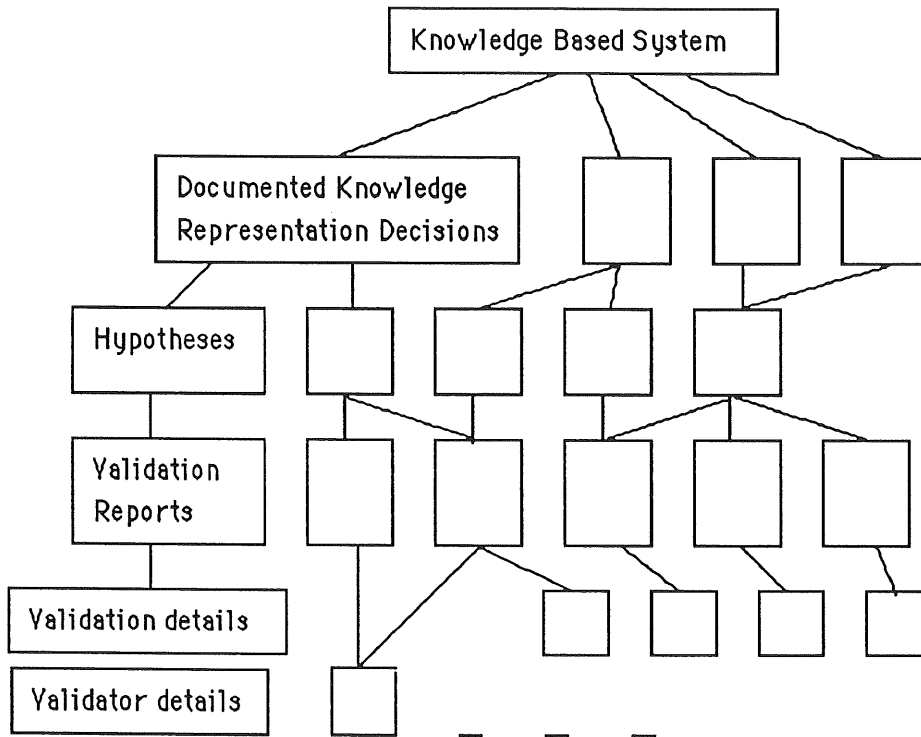 Knowledge Based System
Documented Knowledge
Representation Decisions
Hypotheses
Validation
Reports
Validation details
Validator details